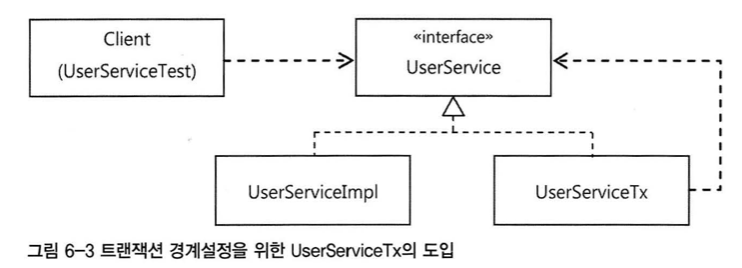 Client
(UserServiceTest)
«interface»
UserService
UserServiceImpl
UserServiceTx
그림 6-3 트랜잭션 경계설정을 위한 UserServiceTx의 도입